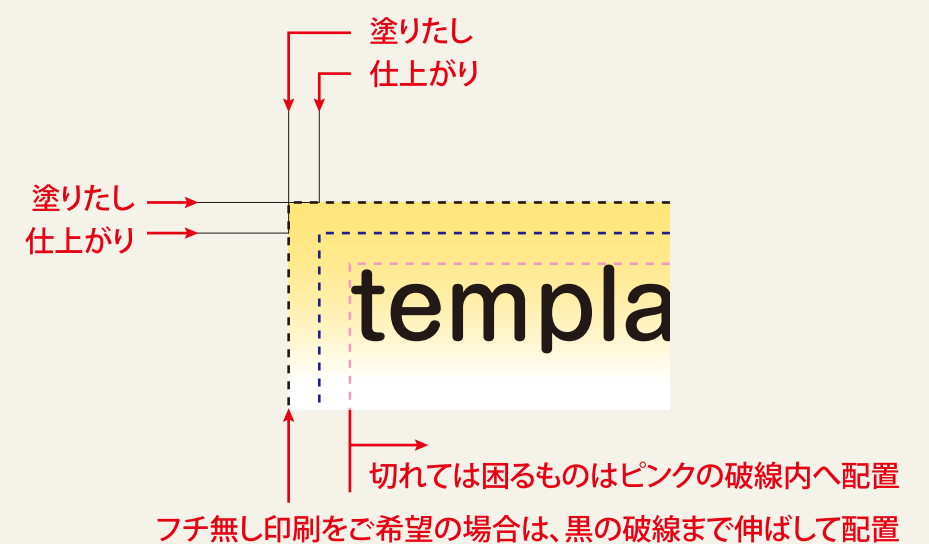 塗りたし
仕上がり
塗りたし
仕上がり
templa
切れては困るものはピンクの破線内へ配置
フチ無し印刷をご希望の場合は、黒の破線まで伸ばして配置